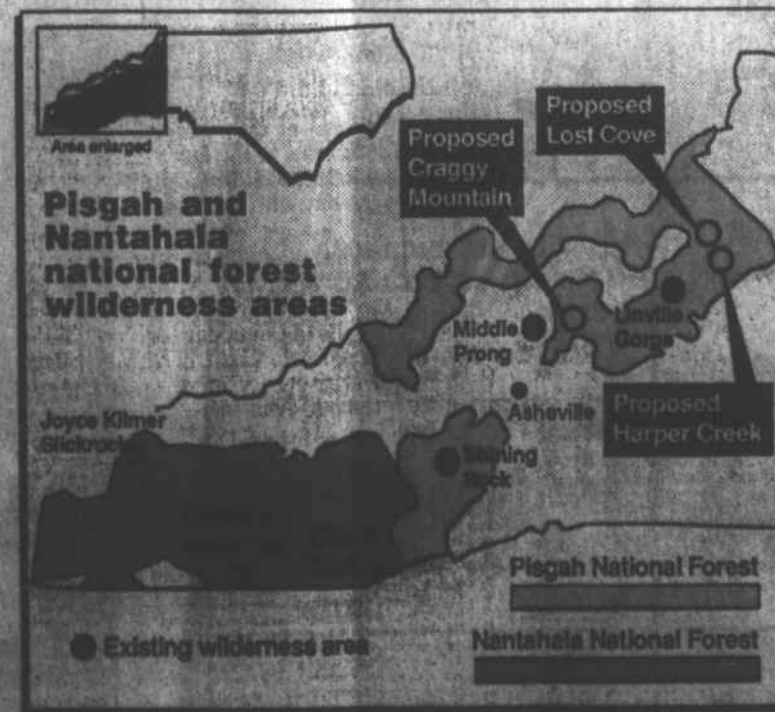 Area enlarged
Pisgah and
Nantahala
national forest
wilderness areas
Proposed
Lost Cove
Proposed
Craggy
Mountain
Middle
Prong
Linville
Gorge
Asheville
Proposed
Harper Creek
Joyce Kilmer
Slickrock
Shining
Rock
Pisgah National Forest
Existing wilderness area
Nantahala National Forest